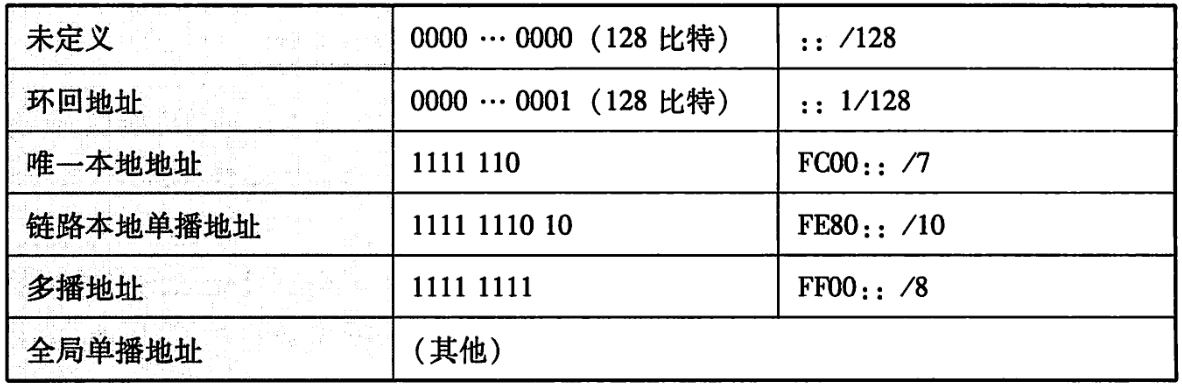 未定义 0000 … 0000 (128 比特) :: /128
环回地址 0000 … 0001 (128 比特) :: 1/128
唯一本地地址 1111 110 FC00:: /7
链路本地单播地址 1111 1110 10 FE80:: /10
多播地址 1111 1111 FF00:: /8
全局单播地址 (其他)